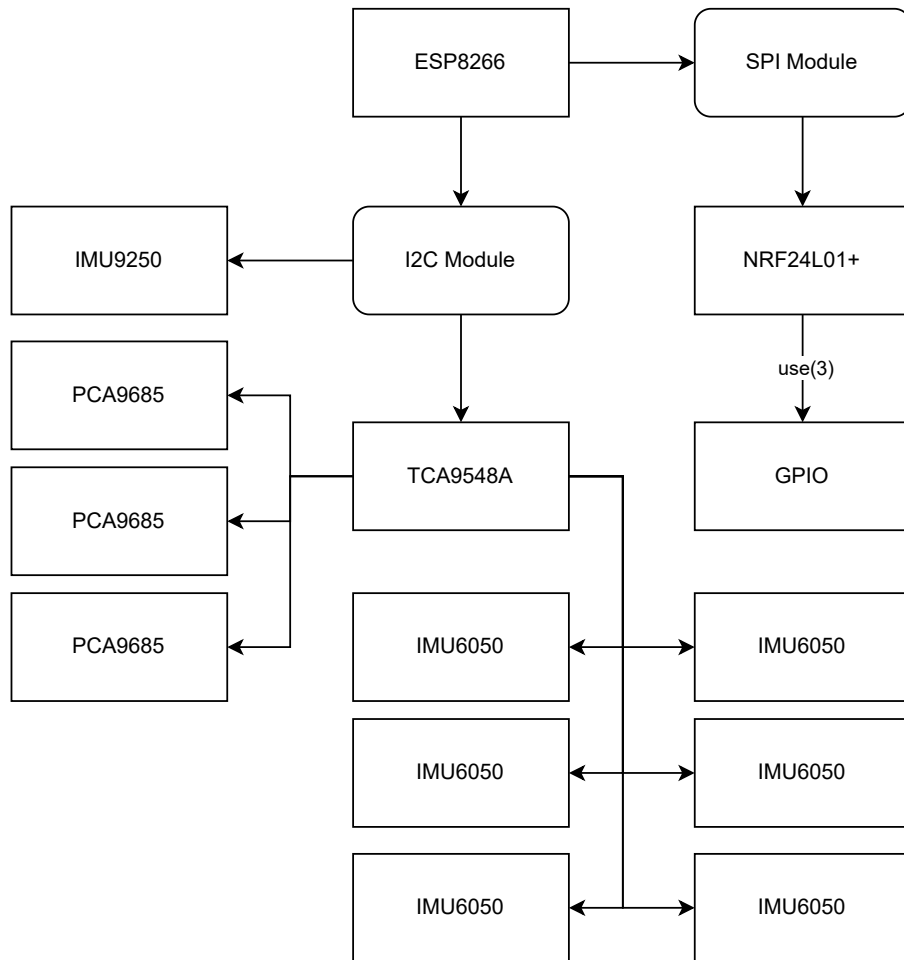 ESP8266
SPI Module
IMU9250
I2C Module
NRF24L01+
use(3)
PCA9685
PCA9685
PCA9685
TCA9548A
GPIO
IMU6050
IMU6050
IMU6050
IMU6050
IMU6050
IMU6050